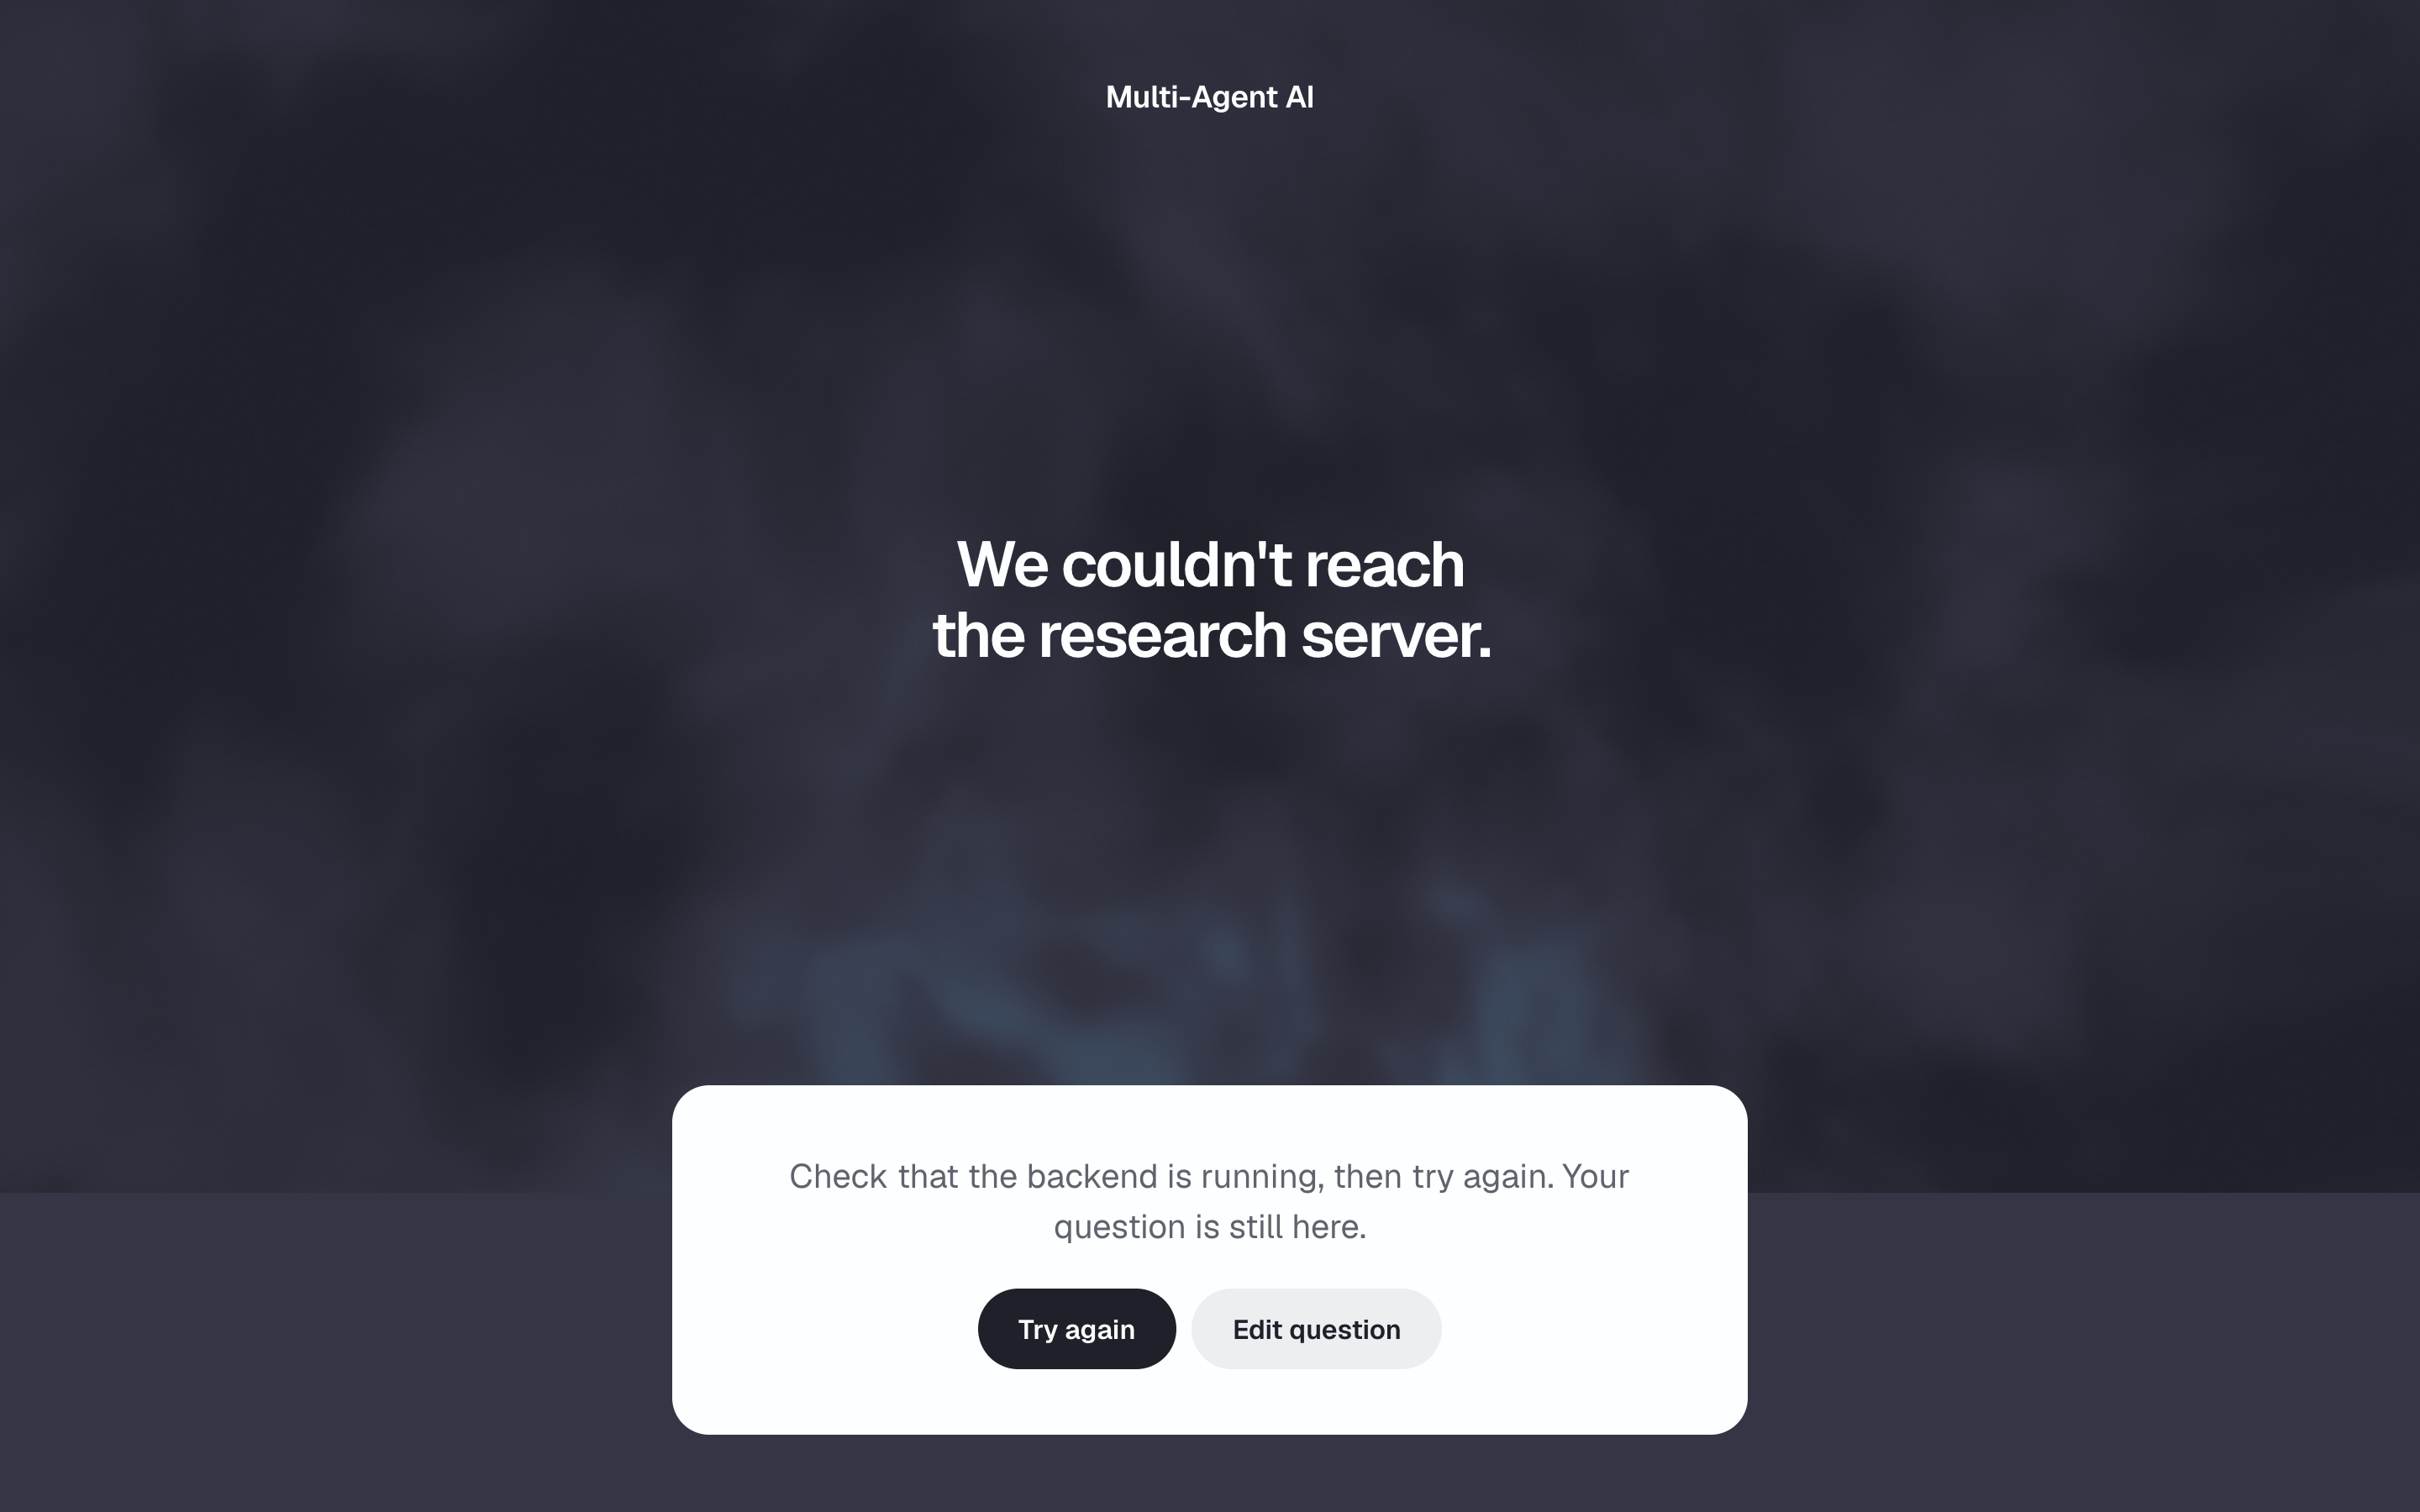 Multi-Agent AI
We couldn't reach
the research server.
Check that the backend is running, then try again. Your
question is still here.
Try again
Edit question